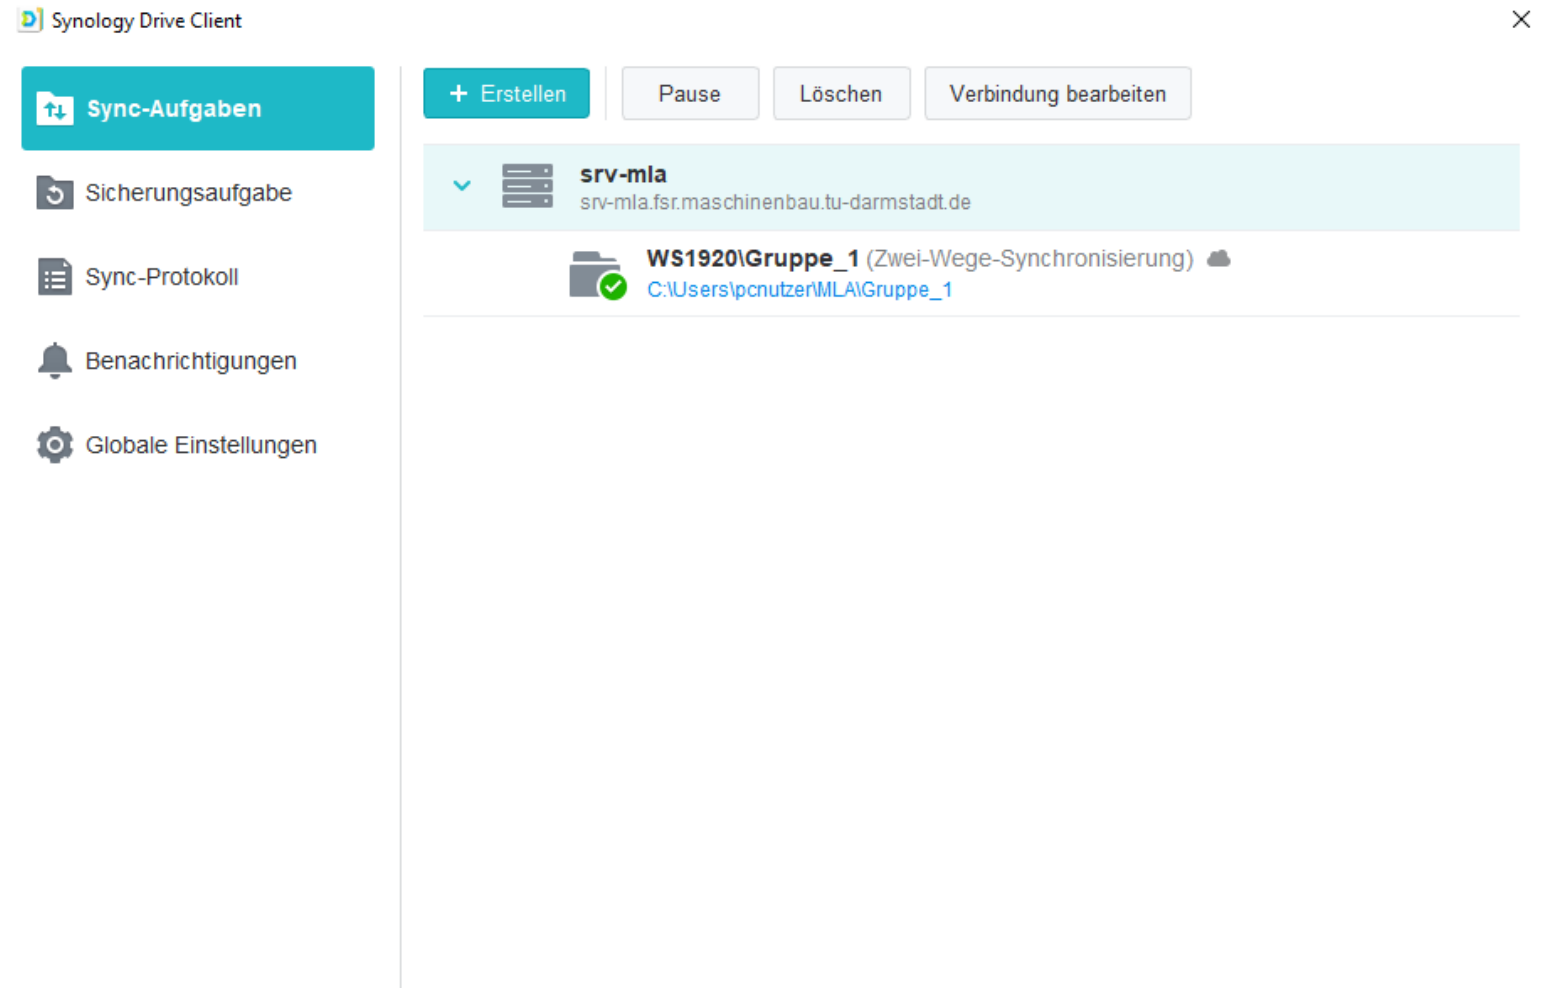 Synology Drive Client
Sync-Aufgaben
Sicherungsaufgabe
Sync-Protokoll
Benachrichtigungen
Globale Einstellungen
+ Erstellen
Pause
Löschen
Verbindung bearbeiten
srv-mla
srv-mla.fsr.maschinenbau.tu-darmstadt.de
WS1920\Gruppe_1 (Zwei-Wege-Synchronisierung)
C:\Users\pcnutzer\MLA\Gruppe_1